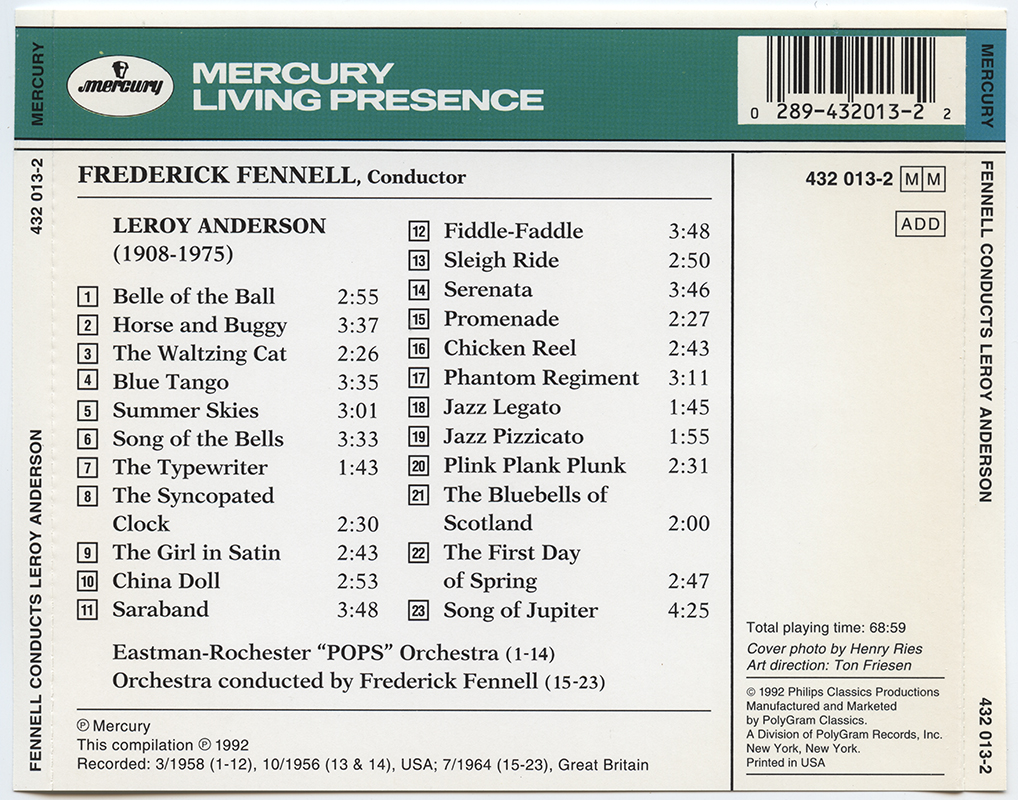 MERCURY
mercury
MERCURY
LIVING PRESENCE
0 289-432013-2 2
MERCURY
432 013-2
FENNELL CONDUCTS LEROY ANDERSON
FREDERICK FENNELL, Conductor
LEROY ANDERSON
(1908-1975)
1 Belle of the Ball 2:55
2 Horse and Buggy 3:37
3 The Waltzing Cat 2:26
4 Blue Tango 3:35
5 Summer Skies 3:01
6 Song of the Bells 3:33
7 The Typewriter 1:43
8 The Syncopated
Clock 2:30
9 The Girl in Satin 2:43
10 China Doll 2:53
11 Saraband 3:48
12 Fiddle-Faddle 3:48
13 Sleigh Ride 2:50
14 Serenata 3:46
15 Promenade 2:27
16 Chicken Reel 2:43
17 Phantom Regiment 3:11
18 Jazz Legato 1:45
19 Jazz Pizzicato 1:55
20 Plink Plank Plunk 2:31
21 The Bluebells of
Scotland 2:00
22 The First Day
of Spring 2:47
23 Song of Jupiter 4:25
Eastman-Rochester “POPS” Orchestra (1-14)
Orchestra conducted by Frederick Fennell (15-23)
℗ Mercury
This compilation ℗ 1992
Recorded: 3/1958 (1-12), 10/1956 (13 & 14), USA; 7/1964 (15-23), Great Britain
432 013-2 M M
ADD
Total playing time: 68:59
Cover photo by Henry Ries
Art direction: Ton Friesen
© 1992 Philips Classics Productions
Manufactured and Marketed
by PolyGram Classics.
A Division of PolyGram Records, Inc.
New York, New York.
Printed in USA
FENNELL CONDUCTS LEROY ANDERSON
432 013-2